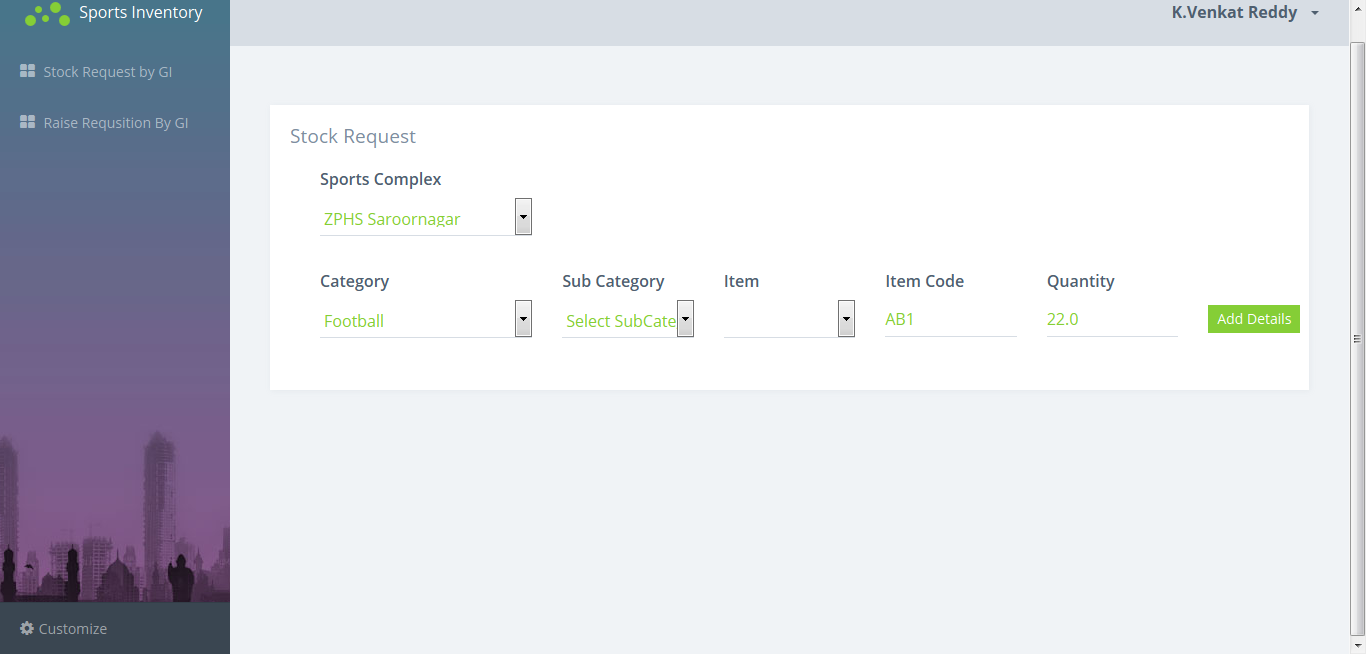 Sports Inventory
K.Venkat Reddy
Stock Request by GI
Raise Requsition By GI
Stock Request
Sports Complex
ZPHS Saroornagar
Category Sub Category Item Item Code Quantity
Football Select SubCate AB1 22.0 Add Details
Customize